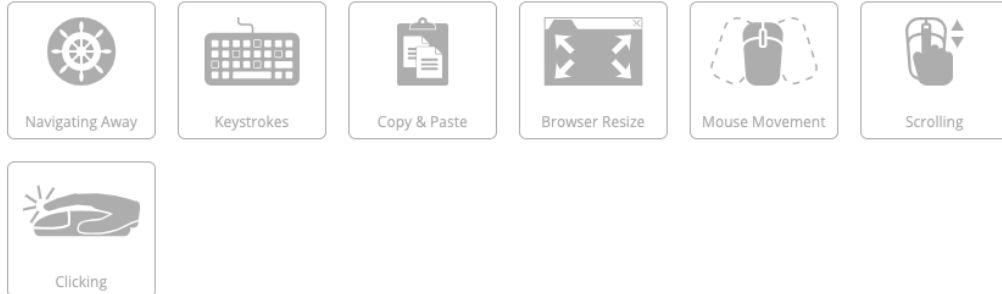 Navigating Away
Keystrokes
Copy & Paste
Browser Resize
Mouse Movement
Scrolling
Clicking